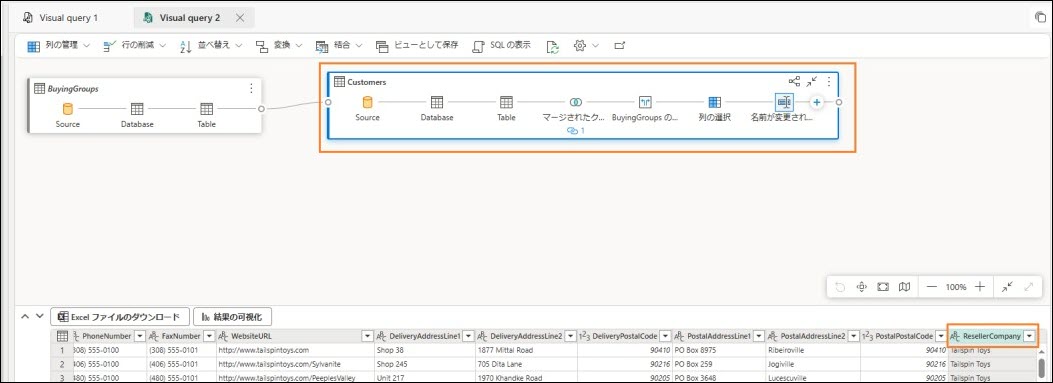 Visual query 1
Visual query 2
列の管理
行の削減
並べ替え
変換
結合
ビューとして保存
SQL の表示
BuyingGroups
Source
Database
Table
Customers
Source
Database
Table
マージされたク...
BuyingGroups の...
列の選択
名前が変更され...
1
100%
Excel ファイルのダウンロード
結果の可視化
PhoneNumber FaxNumber WebsiteURL DeliveryAddressLine1 DeliveryAddressLine2 123 DeliveryPostalCode PostalAddressLine1 PostalAddressLine2 123 PostalPostalCode ResellerCompany
1 308) 555-0100 (308) 555-0101 http://www.tailspintoys.com Shop 38 1877 Mittal Road 90410 PO Box 8975 Ribeiroville 90410 Tailspin Toys
2 406) 555-0100 (406) 555-0101 http://www.tailspintoys.com/Sylvanite Shop 245 705 Dita Lane 90216 PO Box 259 Jogiville 90216 Tailspin Toys
3 480) 555-0100 (480) 555-0101 http://www.tailspintoys.com/PeeplesValley Unit 217 1970 Khandke Road 90205 PO Box 3648 Lucescuville 90205 Tailspin Toys